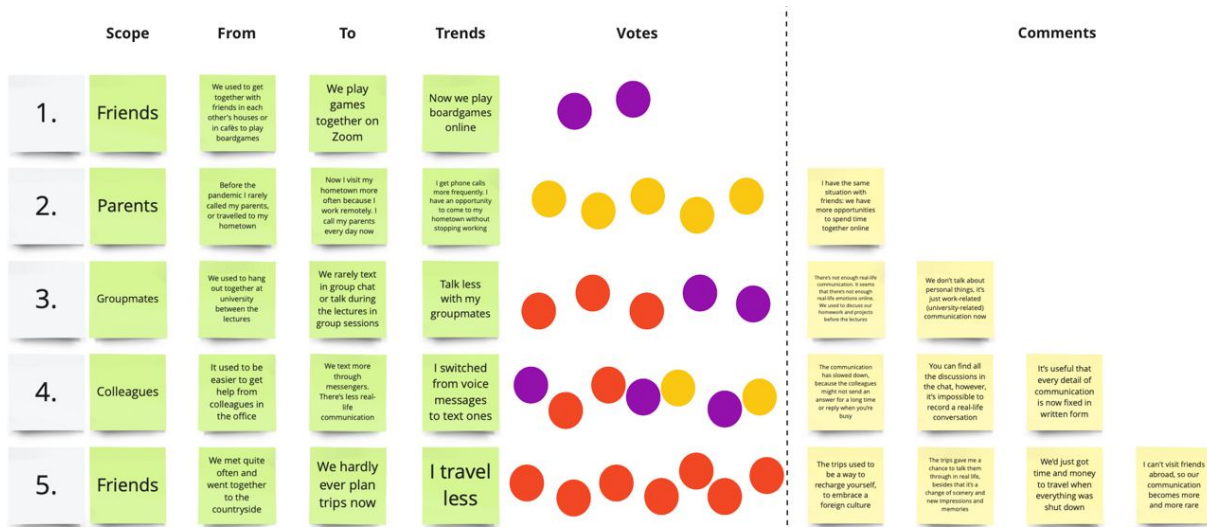 Scope From To Trends Votes Comments
1.
Friends
We used to get
together with
friends in each
other's houses or
in cafès to play
boardgames
We play
games
together on
Zoom
Now we play
boardgames
online
2.
Parents
Before the
pandemic I rarely
called my parents,
or travelled to my
hometown
Now I visit my
hometown more
often because I
work remotely. I
call my parents
every day now
I get phone calls
more frequently. I
have an opportunity
to come to my
hometown without
stopping working
I have the same
situation with
friends: we have
more opportunities
to spend time
together online
3.
Groupmates
We used to hang
out together at
university
between the
lectures
We rarely text
in group chat
or talk during
the lectures in
group sessions
Talk less
with my
groupmates
There's not enough real-life
communication. It seems
that there's not enough
real-life emotions online.
We used to discuss our
homework and projects
before the lectures
We don't talk about
personal things, it's
just work-related
(university-related)
communication now
4.
Colleagues
It used to be
easier to get
help from
colleagues in
the office
We text more
through
messengers.
There's less real-
life
communication
I switched
from voice
messages
to text ones
The communication
has slowed down,
because the colleagues
might not send an
answer for a long time
or reply when you're
busy
You can find all
the discussions in
the chat, however,
it's impossible to
record a real-life
conversation
It's useful that
every detail of
communication
is now fixed in
written form
5.
Friends
We met quite
often and
went together
to the
countryside
We hardly
ever plan
trips now
I travel
less
The trips used to
be a way to
recharge yourself,
to embrace a
foreign culture
The trips gave me a
chance to talk them
through in real life,
besides that it's a
change of scenery and
new impressions and
memories
We'd just got
time and money
to travel when
everything was
shut down
I can't visit friends
abroad, so our
communication
becomes more
and more rare